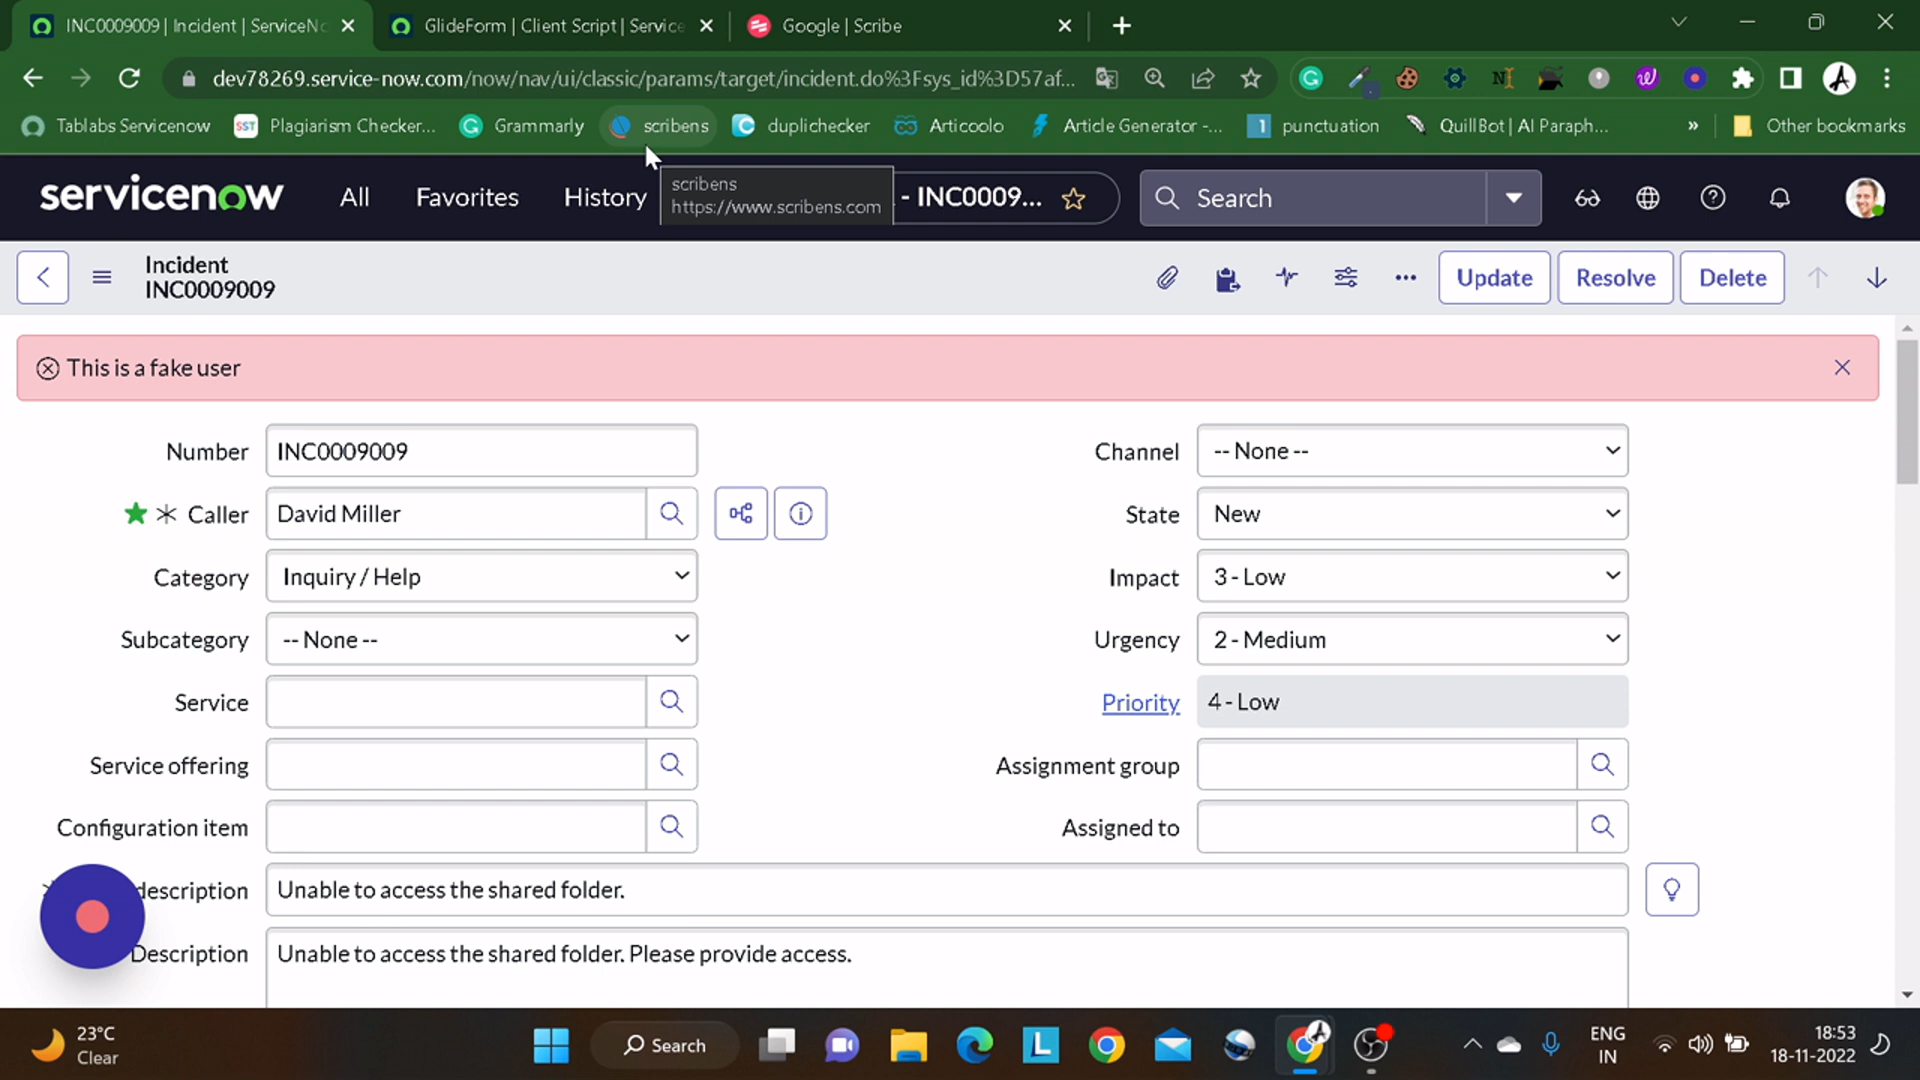 INC0009009 | Incident | ServiceNo
GlideForm | Client Script | Service
Google | Scribe
dev78269.service-now.com/now/nav/ui/classic/params/target/incident.do%3Fsys_id%3D57af...
Tablabs Servicenow
SST
Plagiarism Checker...
Grammarly
scribens
duplichecker
Articoolo
Article Generator -...
1
punctuation
QuillBot | AI Paraph...
»
Other bookmarks
servicenow
All
Favorites
History
- INC0009...
Search
scribens
https://www.scribens.com
Incident
INC0009009
Update
Resolve
Delete
This is a fake user
Number
INC0009009
Channel
-- None --
* Caller
David Miller
State
New
Category
Inquiry / Help
Impact
3 - Low
Subcategory
-- None --
Urgency
2 - Medium
Service
Priority
4 - Low
Service offering
Assignment group
Configuration item
Assigned to
description
Unable to access the shared folder.
Description
Unable to access the shared folder. Please provide access.
23°C
Clear
Search
L
ENG
IN
18:53
18-11-2022